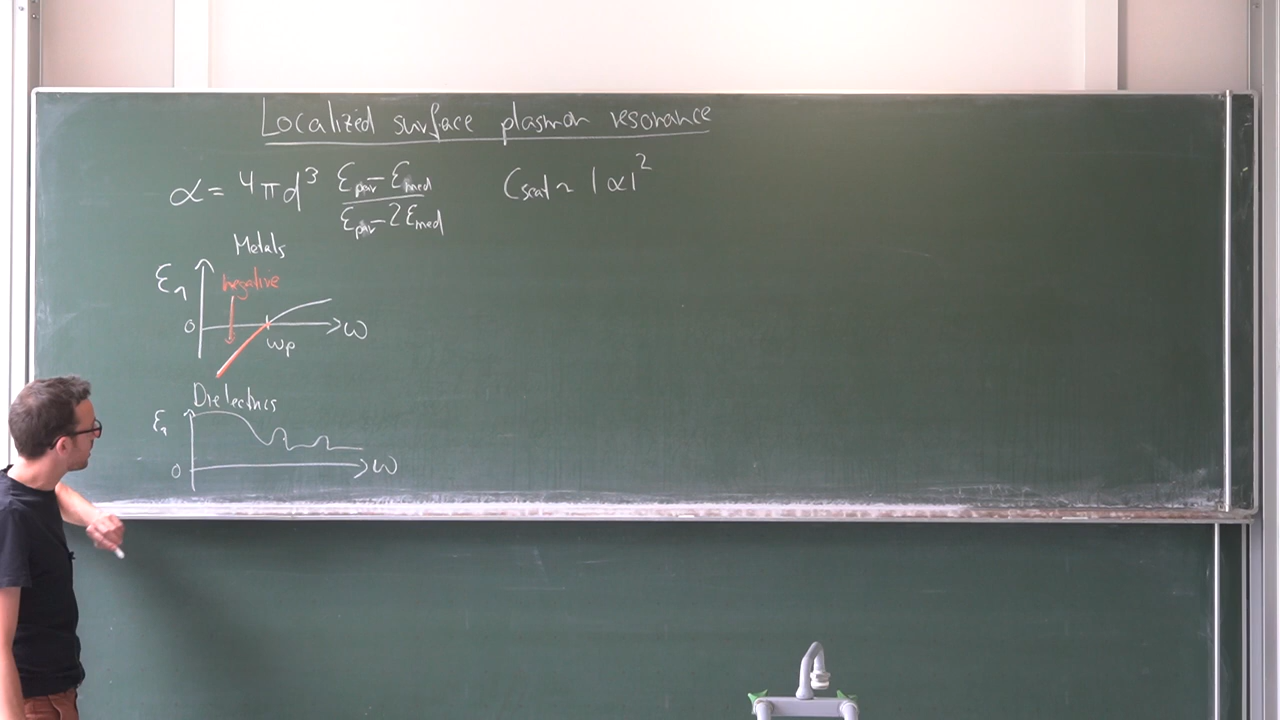 Localized surface plasmon resonance
α = 4πd³ (ε_par - ε_med)/(ε_par - 2ε_med) C_scat ~ |α|²
Metals
ε₁
negative
0
ω
ωp
Dielectrics
ε₁
0
ω